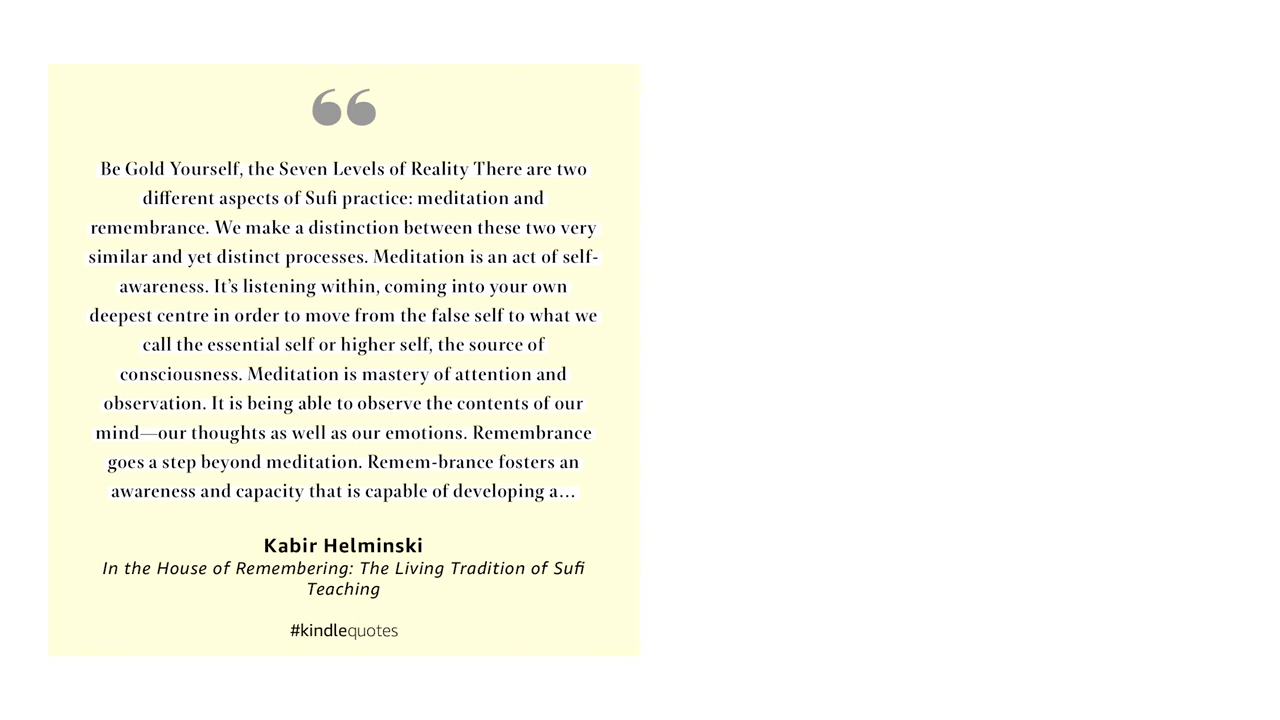 ❝
Be Gold Yourself, the Seven Levels of Reality There are two
different aspects of Sufi practice: meditation and
remembrance. We make a distinction between these two very
similar and yet distinct processes. Meditation is an act of self-
awareness. It’s listening within, coming into your own
deepest centre in order to move from the false self to what we
call the essential self or higher self, the source of
consciousness. Meditation is mastery of attention and
observation. It is being able to observe the contents of our
mind—our thoughts as well as our emotions. Remembrance
goes a step beyond meditation. Remem-brance fosters an
awareness and capacity that is capable of developing a…
Kabir Helminski
In the House of Remembering: The Living Tradition of Sufi
Teaching
#kindlequotes